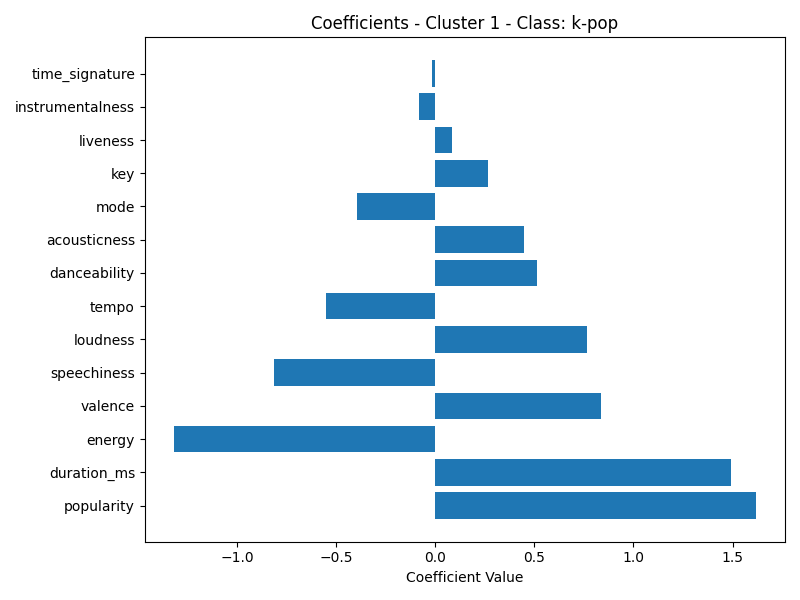 Coefficients - Cluster 1 - Class: k-pop
time_signature
instrumentalness
liveness
key
mode
acousticness
danceability
tempo
loudness
speechiness
valence
energy
duration_ms
popularity
−1.0 −0.5 0.0 0.5 1.0 1.5
Coefficient Value